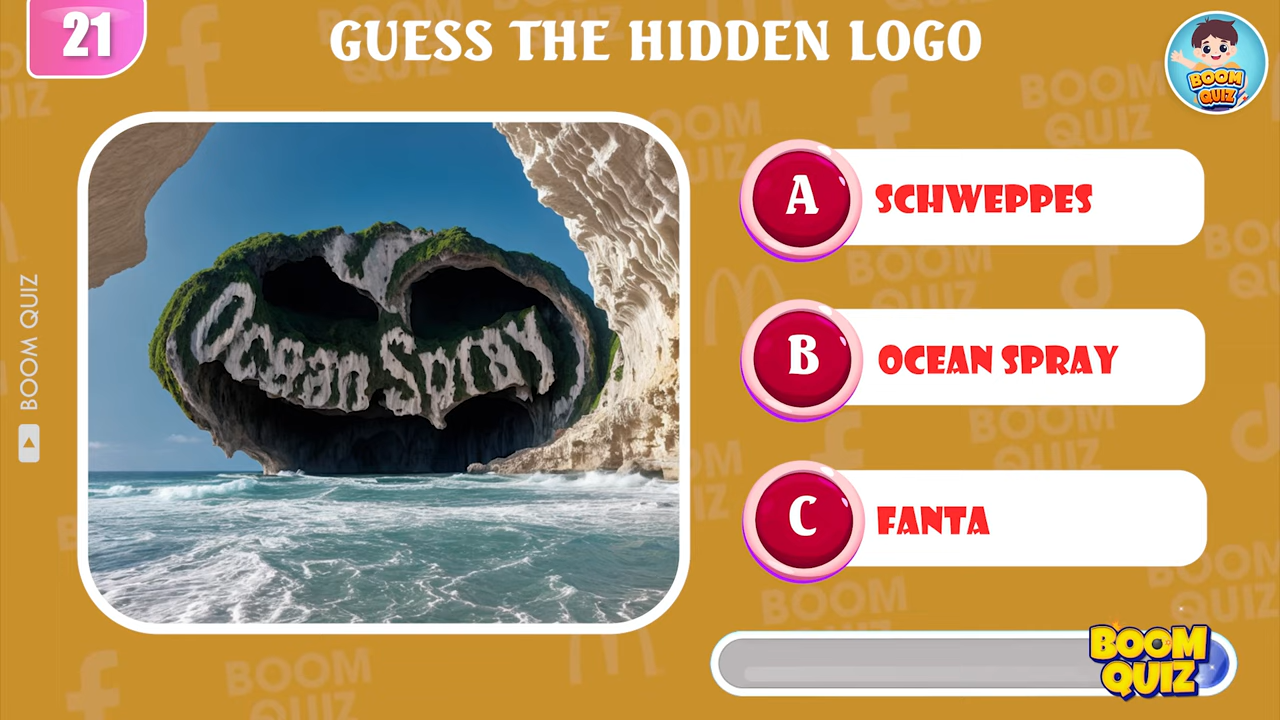 21
GUESS THE HIDDEN LOGO
BOOM
QUIZ
Ocean Spray
A
SCHWEPPES
B
OCEAN SPRAY
C
FANTA
BOOM QUIZ
BOOM
QUIZ